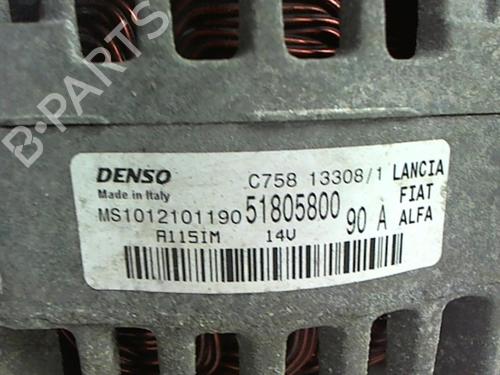 B-PARTS
DENSO C758 13308/1 LANCIA
Made in Italy FIAT
MS1012101190 51805800 90 A ALFA
A115IM 14V